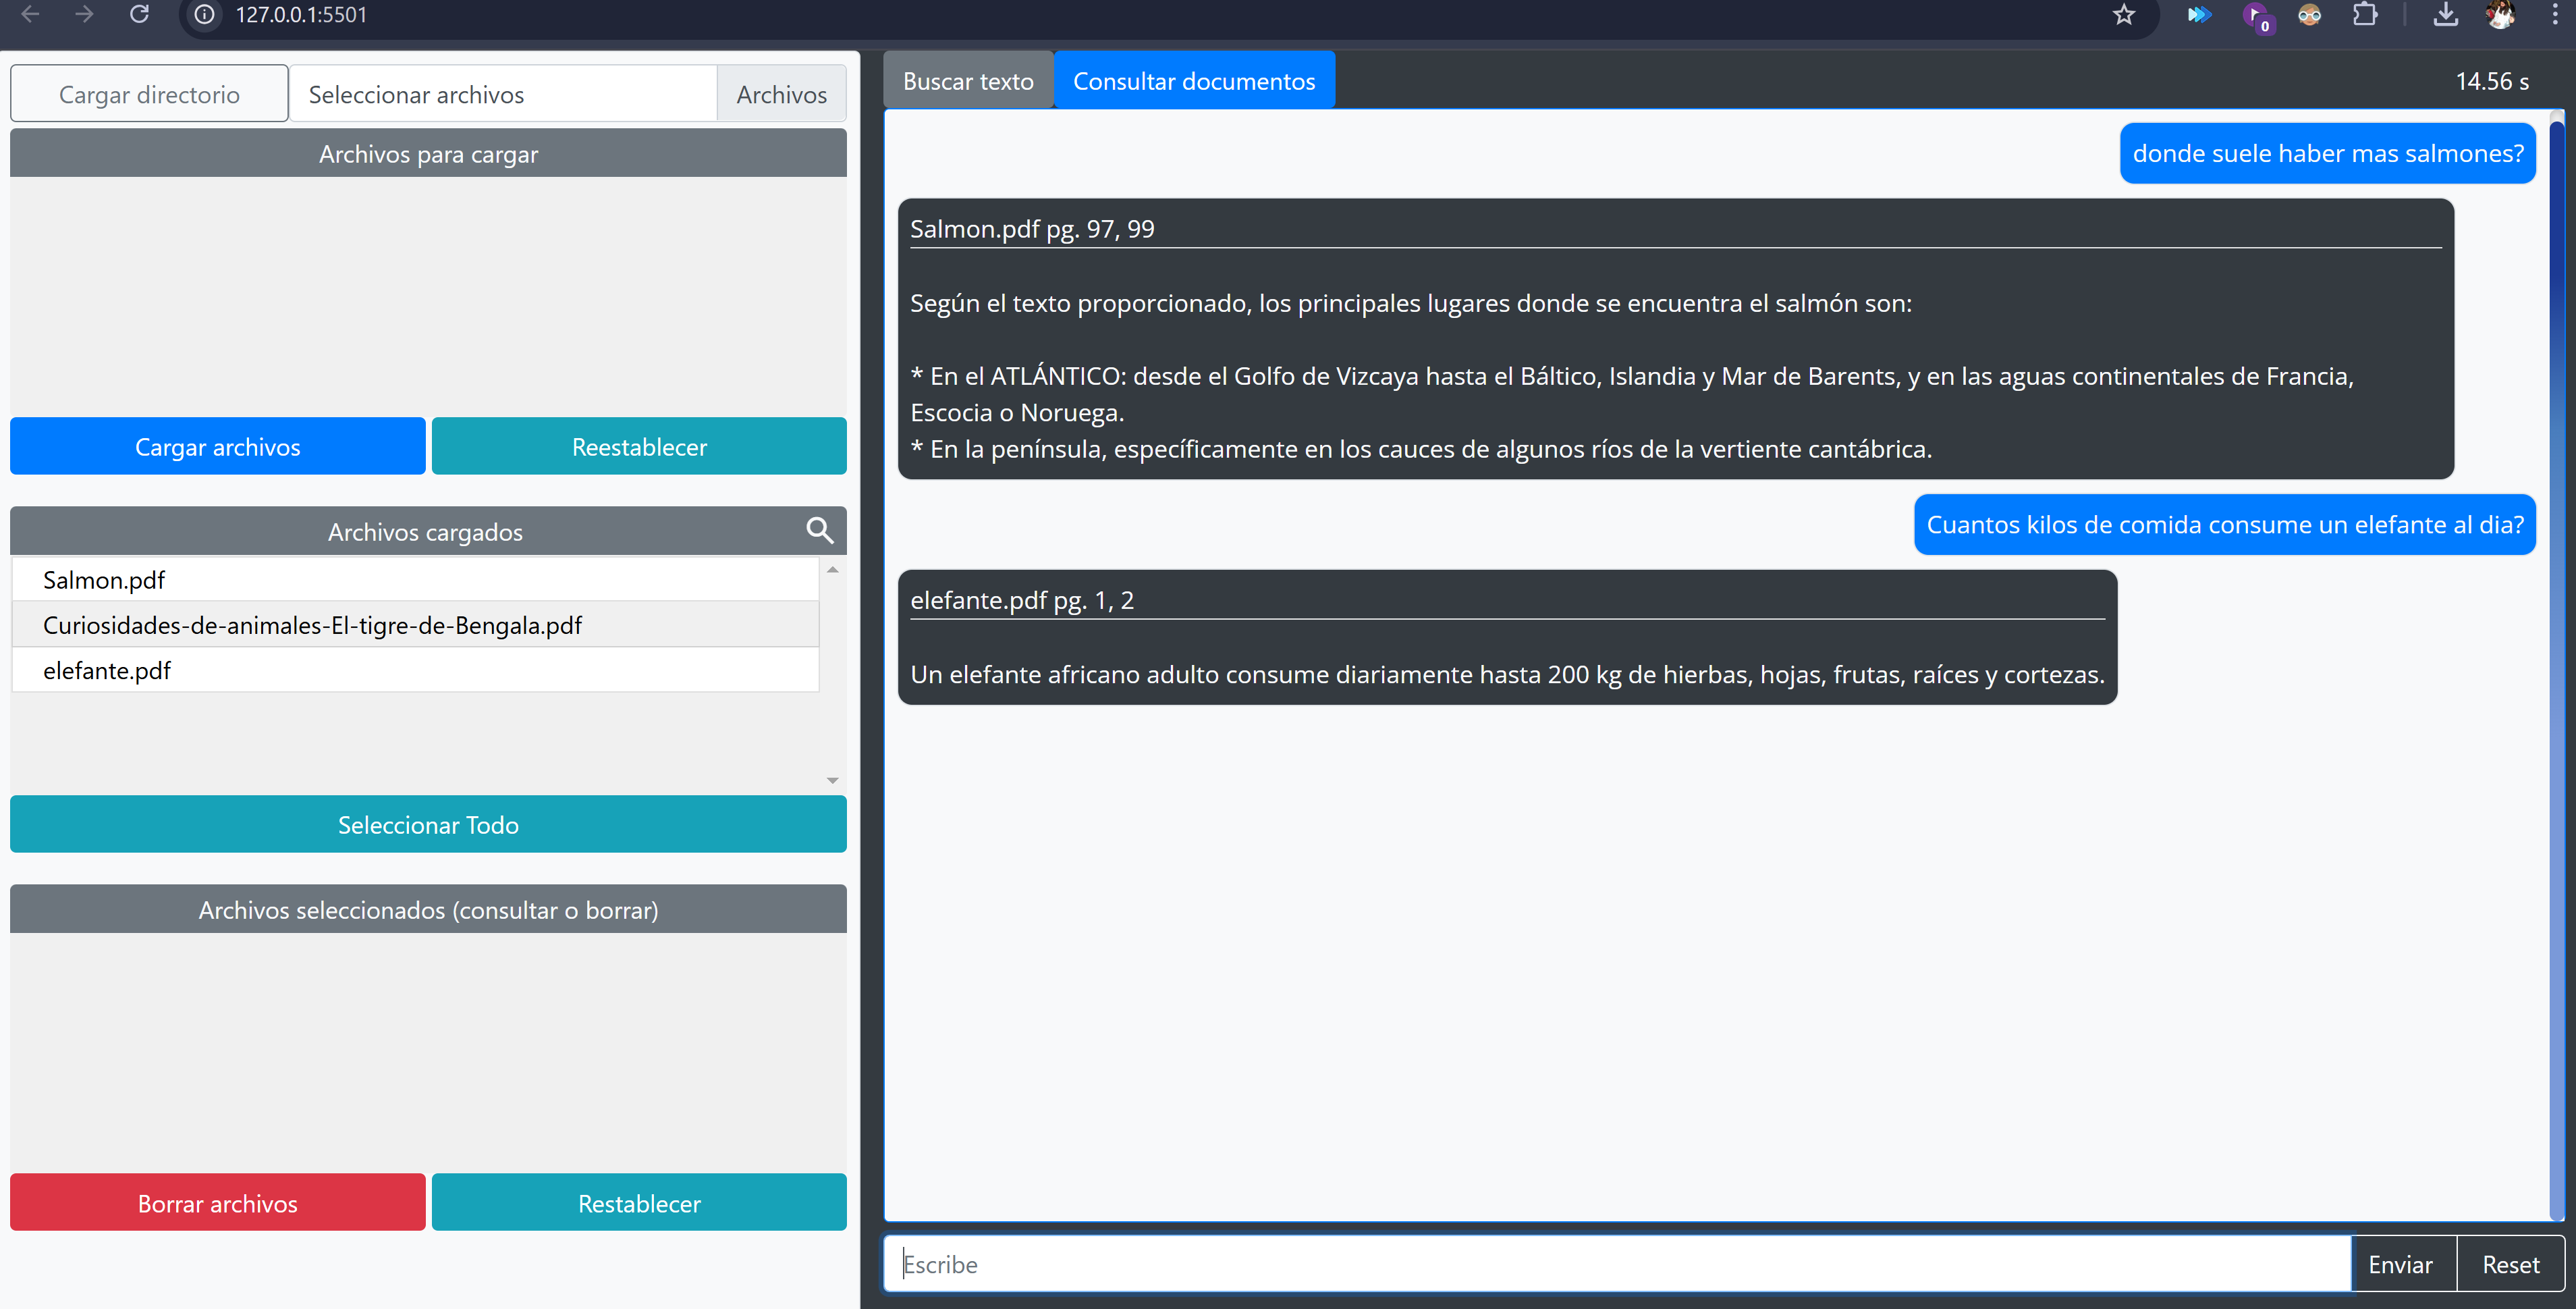 127.0.0.1:5501
0
Cargar directorio
Seleccionar archivos
Archivos
Archivos para cargar
Cargar archivos
Reestablecer
Archivos cargados
Salmon.pdf
Curiosidades-de-animales-El-tigre-de-Bengala.pdf
elefante.pdf
Seleccionar Todo
Archivos seleccionados (consultar o borrar)
Borrar archivos
Restablecer
Buscar texto
Consultar documentos
14.56 s
donde suele haber mas salmones?
Salmon.pdf pg. 97, 99
Según el texto proporcionado, los principales lugares donde se encuentra el salmón son:
* En el ATLÁNTICO: desde el Golfo de Vizcaya hasta el Báltico, Islandia y Mar de Barents, y en las aguas continentales de Francia,
Escocia o Noruega.
* En la península, específicamente en los cauces de algunos ríos de la vertiente cantábrica.
Cuantos kilos de comida consume un elefante al dia?
elefante.pdf pg. 1, 2
Un elefante africano adulto consume diariamente hasta 200 kg de hierbas, hojas, frutas, raíces y cortezas.
Escribe
Enviar
Reset